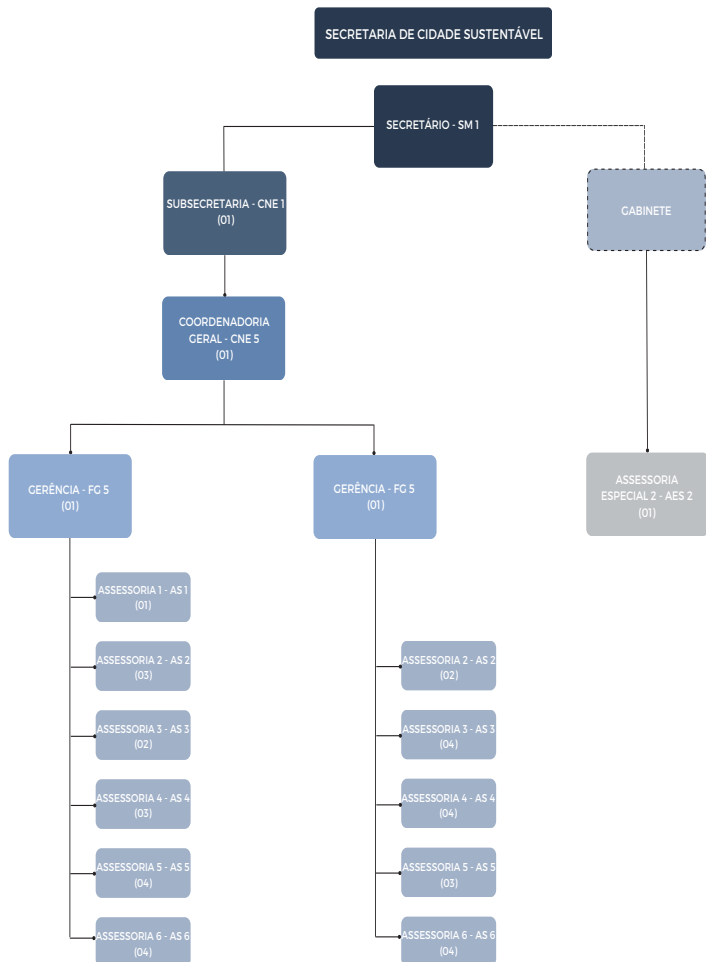 SECRETARIA DE CIDADE SUSTENTÁVEL
SECRETÁRIO - SM 1
SUBSECRETARIA - CNE 1
(01)
GABINETE
COORDENADORIA
GERAL - CNE 5
(01)
GERÊNCIA - FG 5
(01)
GERÊNCIA - FG 5
(01)
ASSESSORIA
ESPECIAL 2 - AES 2
(01)
ASSESSORIA 1 - AS 1
(01)
ASSESSORIA 2 - AS 2
(03)
ASSESSORIA 3 - AS 3
(02)
ASSESSORIA 4 - AS 4
(03)
ASSESSORIA 5 - AS 5
(04)
ASSESSORIA 6 - AS 6
(04)
ASSESSORIA 2 - AS 2
(02)
ASSESSORIA 3 - AS 3
(04)
ASSESSORIA 4 - AS 4
(04)
ASSESSORIA 5 - AS 5
(03)
ASSESSORIA 6 - AS 6
(04)